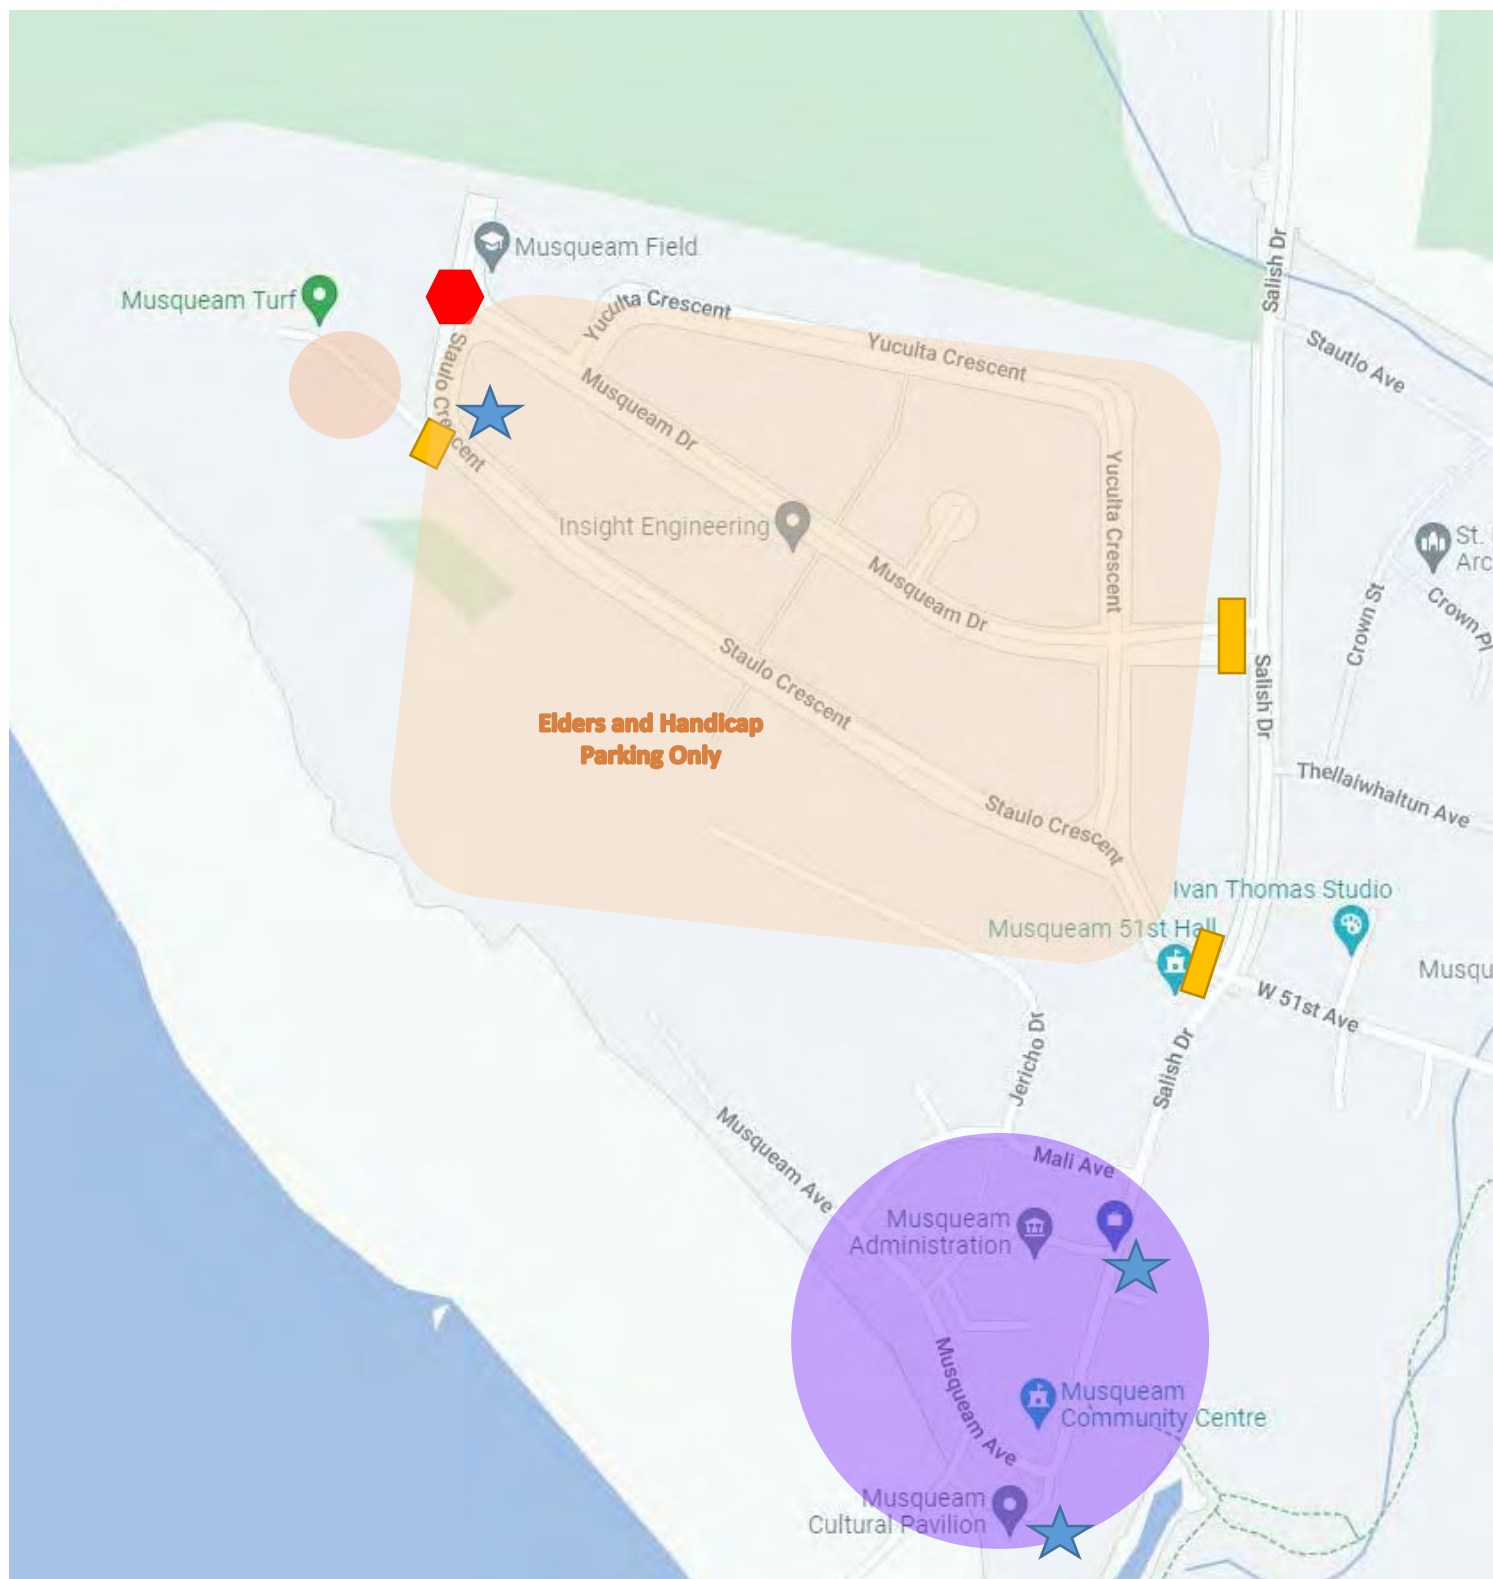 Salish Dr
Musqueam Field
Musqueam Turf
Yuculta Crescent
Yuculta Crescent
Stautlo Ave
Staulo Crescent
Musqueam Dr
Yuculta Crescent
Insight Engineering
St.
Arc
Musqueam Dr
Crown St
Crown Pl
Staulo Crescent
Salish Dr
Elders and Handicap
Parking Only
Thellaiwhaltun Ave
Staulo Crescent
Ivan Thomas Studio
Musqueam 51st Hall
Musqu
W 51st Ave
Jericho Dr
Salish Dr
Musqueam Ave
Mali Ave
Musqueam
Administration
Musqueam Ave
Musqueam
Community Centre
Musqueam
Cultural Pavilion